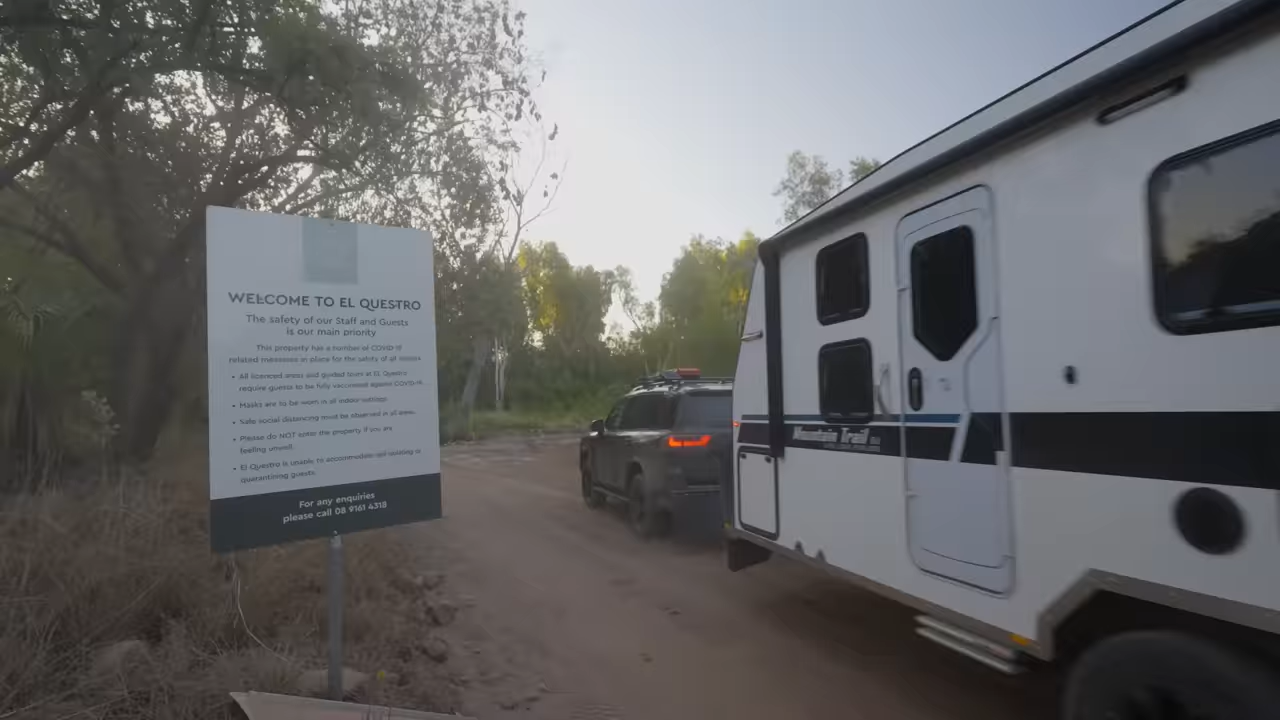 WELCOME TO EL QUESTRO
The safety of our Staff and Guests
is our main priority
This property has a number of COVID-19
related measures in place for the safety of all
• All licenced areas and guided tours at El Questro
require guests to be fully vaccinated against COVID-19.
• Masks are to be worn in all indoor settings.
• Safe social distancing must be observed in all areas.
• Please do NOT enter the property if you are
feeling unwell.
• El Questro is unable to accommodate self isolating or
quarantining guests.
For any enquiries
please call 08 9161 4318
Mountain Trail